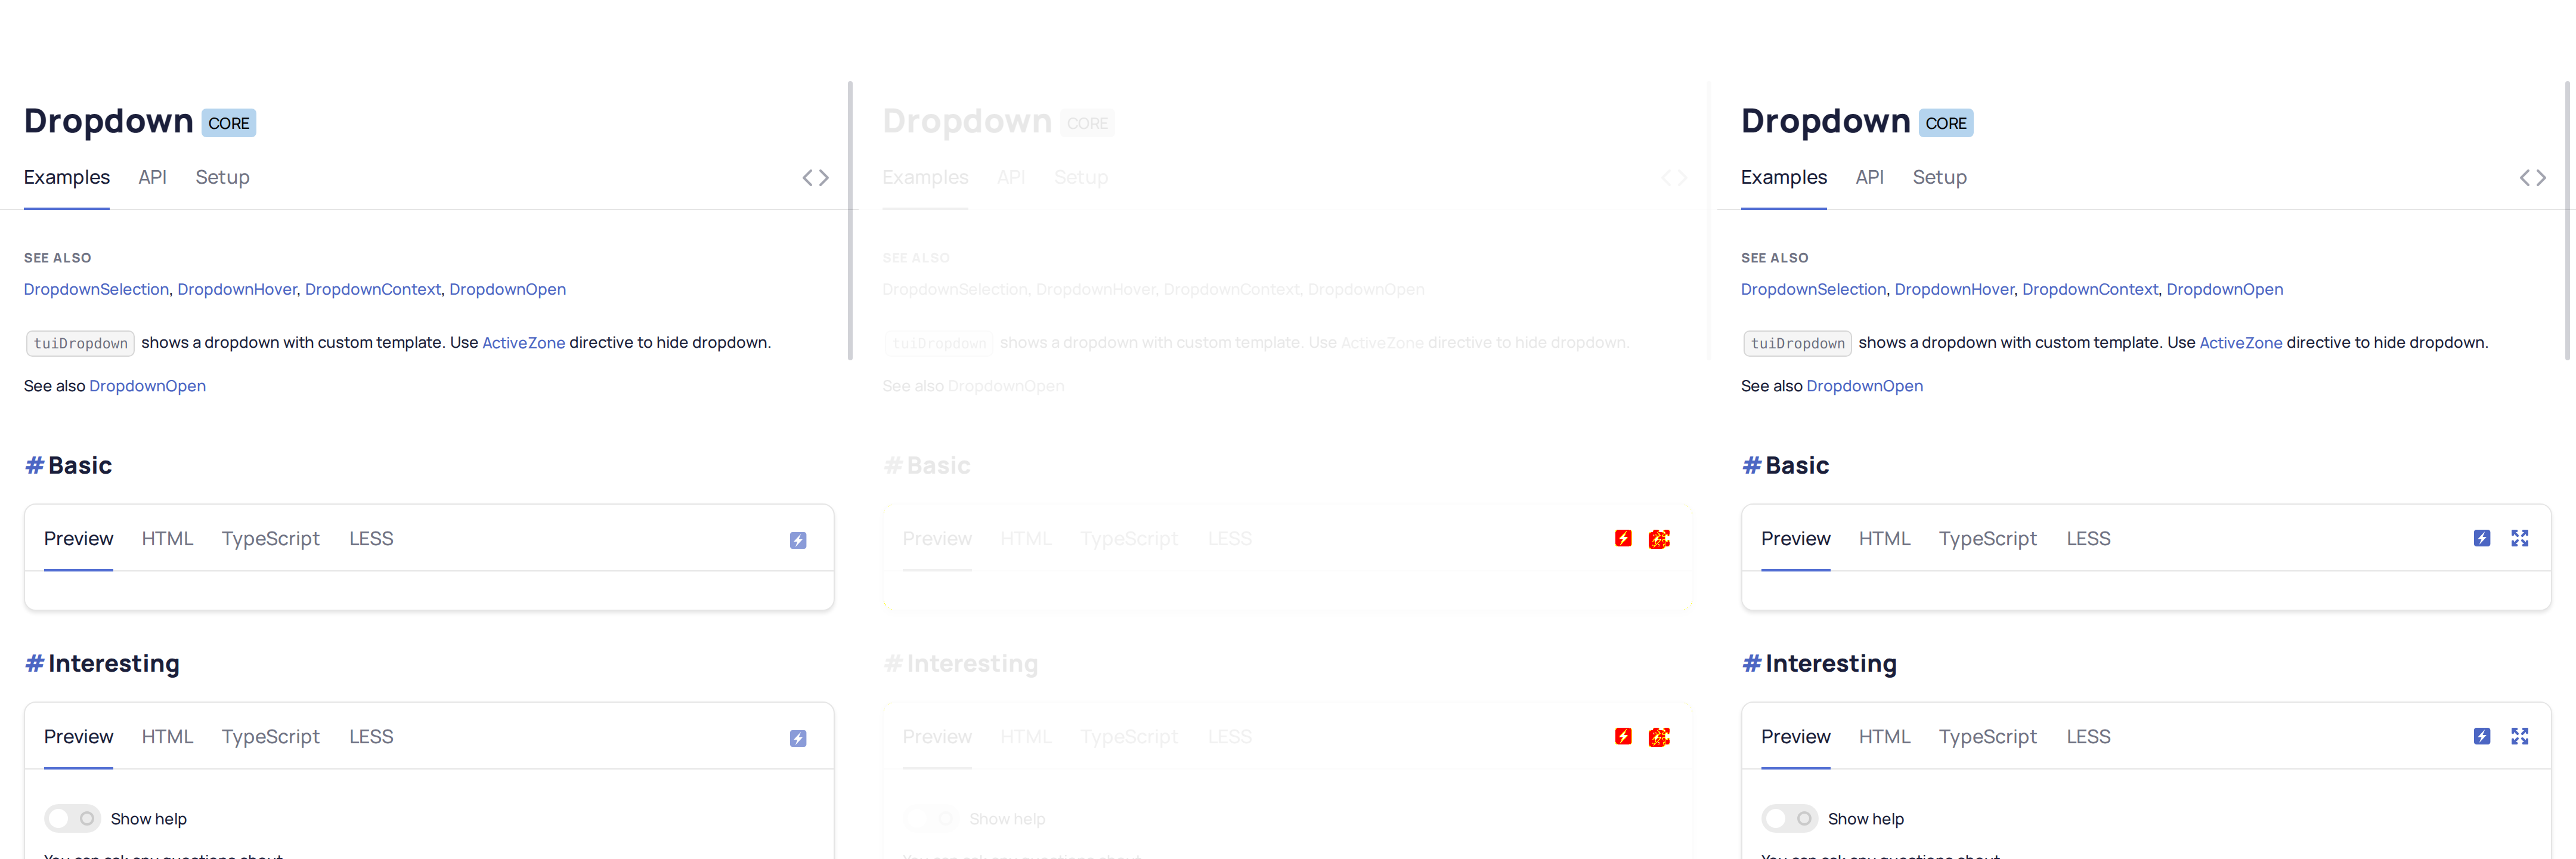 Dropdown CORE
Examples API Setup
SEE ALSO
DropdownSelection, DropdownHover, DropdownContext, DropdownOpen
tuiDropdown shows a dropdown with custom template. Use ActiveZone directive to hide dropdown.
See also DropdownOpen
# Basic
Preview HTML TypeScript LESS
# Interesting
Preview HTML TypeScript LESS
Show help
Dropdown CORE
Examples API Setup
SEE ALSO
DropdownSelection, DropdownHover, DropdownContext, DropdownOpen
tuiDropdown shows a dropdown with custom template. Use ActiveZone directive to hide dropdown.
See also DropdownOpen
# Basic
Preview HTML TypeScript LESS
# Interesting
Preview HTML TypeScript LESS
Show help
Dropdown CORE
Examples API Setup
SEE ALSO
DropdownSelection, DropdownHover, DropdownContext, DropdownOpen
tuiDropdown shows a dropdown with custom template. Use ActiveZone directive to hide dropdown.
See also DropdownOpen
# Basic
Preview HTML TypeScript LESS
# Interesting
Preview HTML TypeScript LESS
Show help